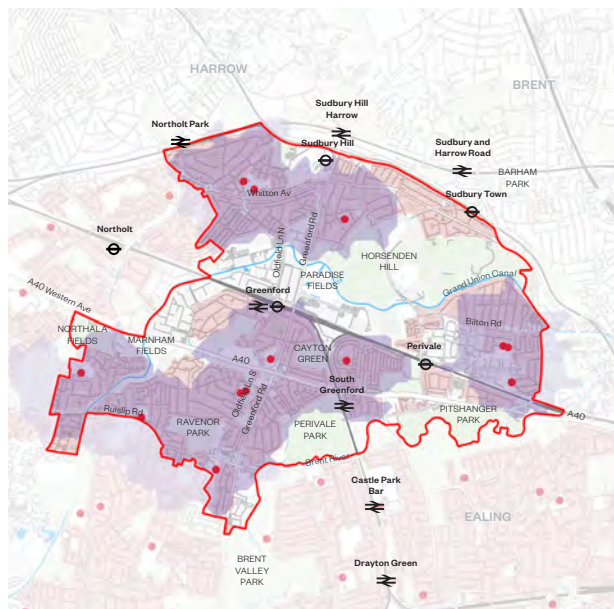 HARROW
BRENT
Sudbury Hill
Harrow
Northolt Park
Sudbury Hill
Sudbury and
Harrow Road
BARHAM
PARK
Whitton Av
Sudbury Town
Northolt
Oldfield Ln N
Greenford Rd
HORSENDEN
HILL
PARADISE
FIELDS
Grand Union Canal
A40 Western Ave
Greenford
Bilton Rd
NORTHALA
FIELDS
MARNHAM
FIELDS
A40
CAYTON
GREEN
Perivale
South
Greenford
Ruislip Rd
Oldfield Ln S
Greenford Rd
RAVENOR
PARK
PERIVALE
PARK
PITSHANGER
PARK
A40
Brent River
Castle Park
Bar
EALING
BRENT
VALLEY
PARK
Drayton Green